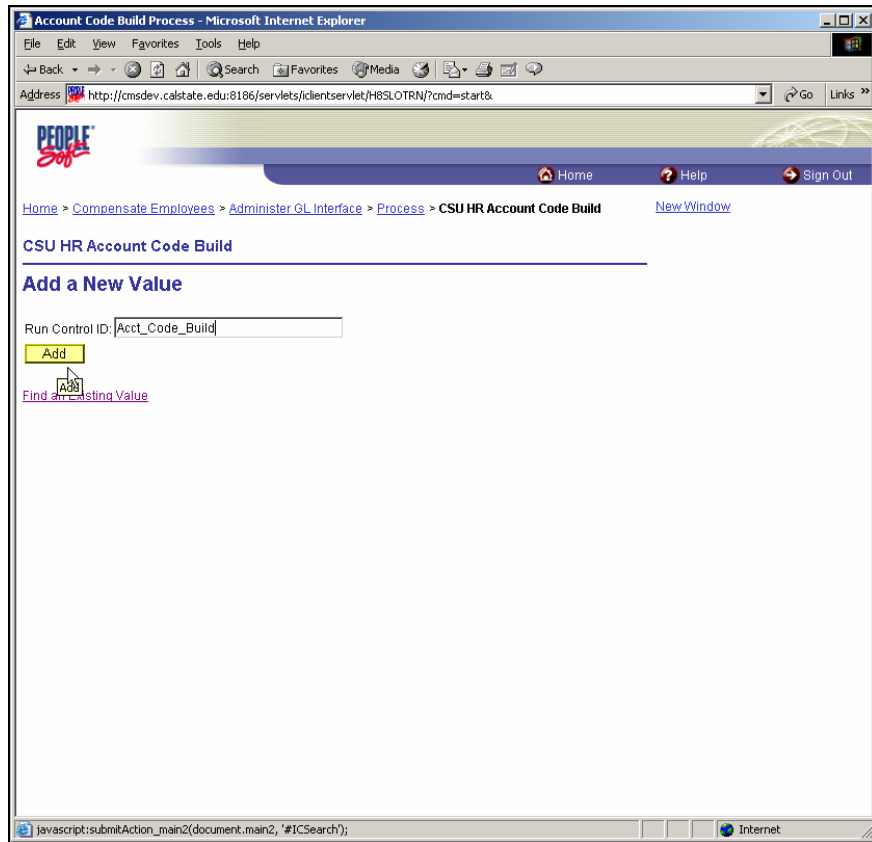 Account Code Build Process - Microsoft Internet Explorer
File Edit View Favorites Tools Help
Back Search Favorites Media
Address http://cmsdev.calstate.edu:8186/servlets/iclientservlet/H8SLOTRN/?cmd=start& Go Links »
PEOPLE
Soft
Home Help Sign Out
Home > Compensate Employees > Administer GL Interface > Process > CSU HR Account Code Build New Window
CSU HR Account Code Build
Add a New Value
Run Control ID: Acct_Code_Build
Add
Add
Find an Existing Value
javascript:submitAction_main2(document.main2, '#ICSearch'); Internet